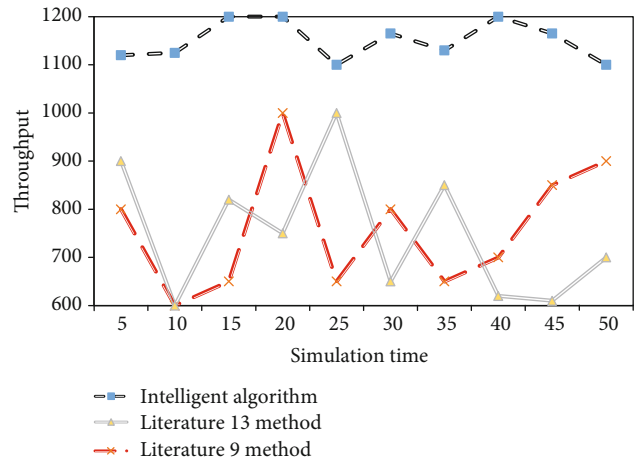 1200
1100
1000
900
800
700
600
Throughput
5 10 15 20 25 30 35 40 45 50
Simulation time
Intelligent algorithm
Literature 13 method
Literature 9 method